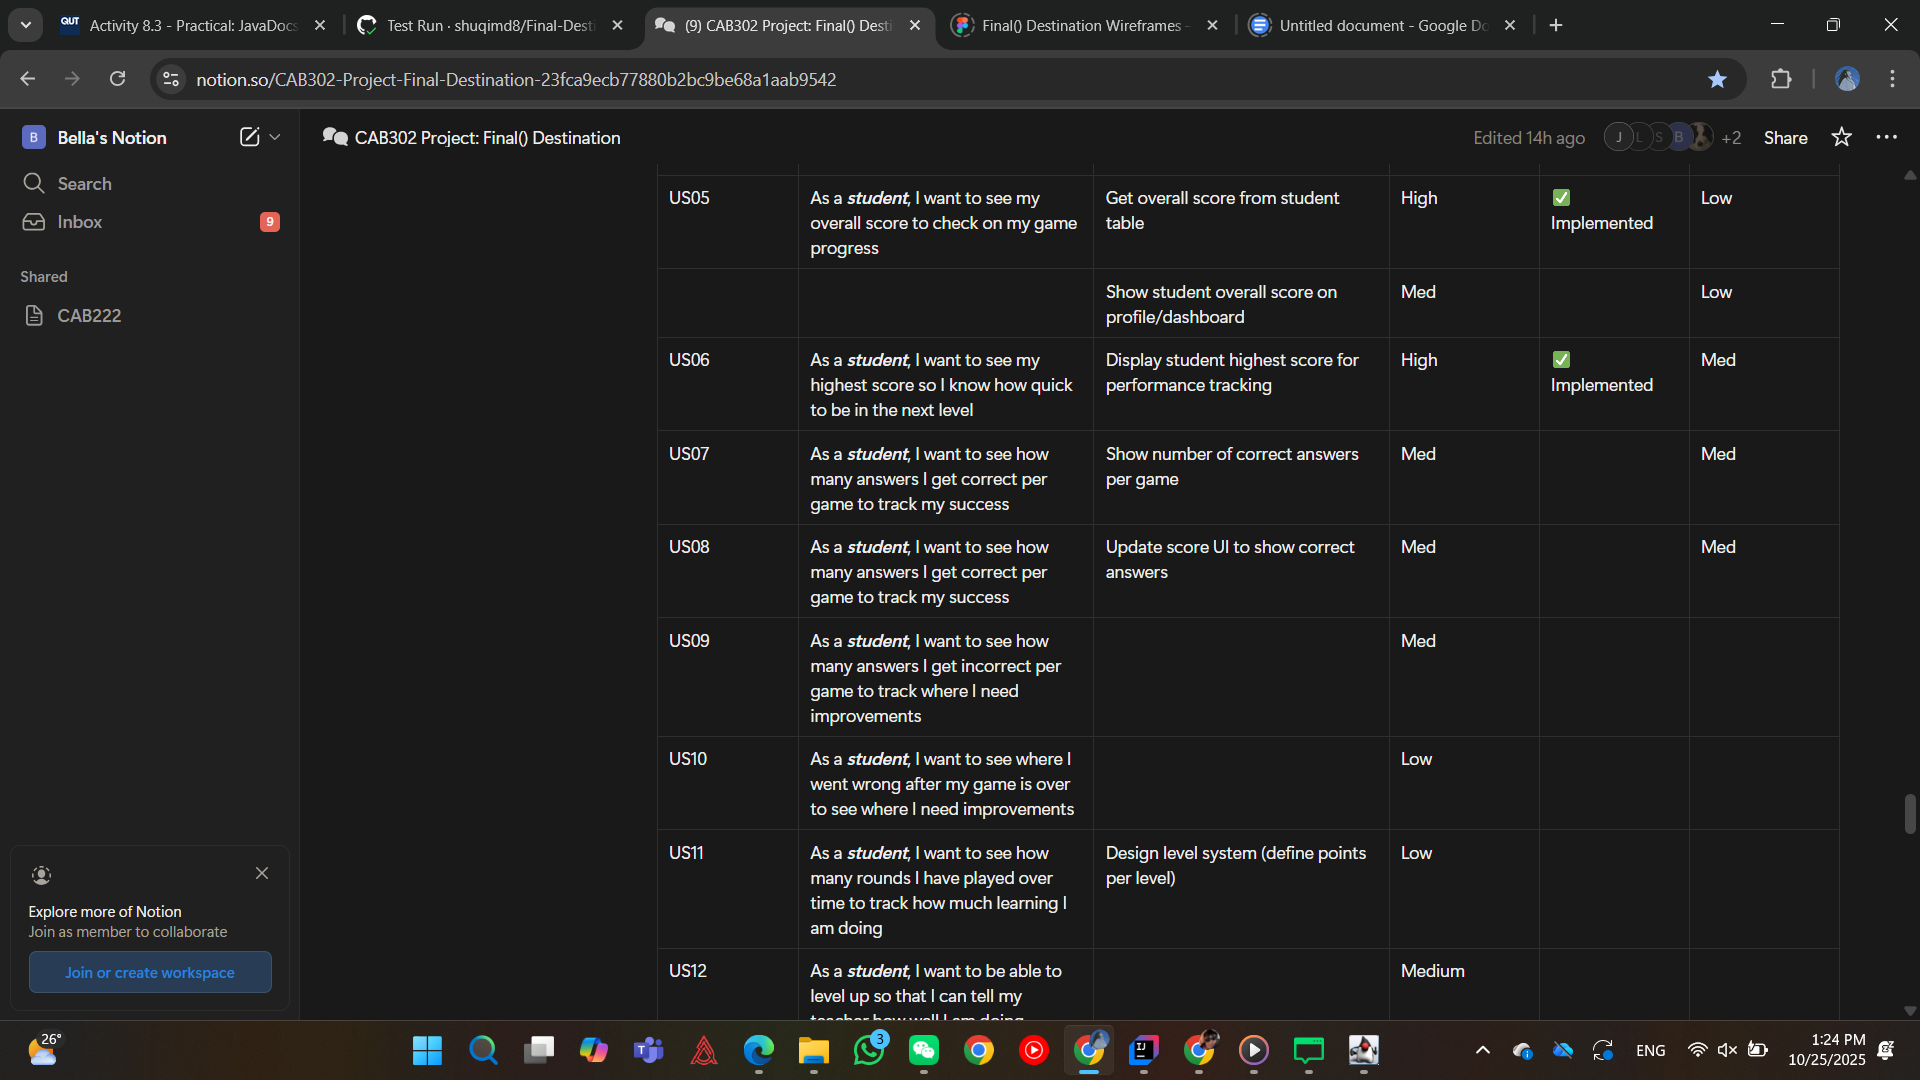 Activity 8.3 - Practical: JavaDocs
Test Run · shuqimd8/Final-Desti
(9) CAB302 Project: Final() Desti
Final() Destination Wireframes -
Untitled document - Google Do
notion.so/CAB302-Project-Final-Destination-23fca9ecb77880b2bc9be68a1aab9542
B
Bella's Notion
CAB302 Project: Final() Destination
Edited 14h ago
J
L
S
B
+2
Share
Search
Inbox
9
Shared
CAB222
US05
As a student, I want to see my
overall score to check on my game
progress
Get overall score from student
table
High
✅
Implemented
Low
Show student overall score on
profile/dashboard
Med
Low
US06
As a student, I want to see my
highest score so I know how quick
to be in the next level
Display student highest score for
performance tracking
High
✅
Implemented
Med
US07
As a student, I want to see how
many answers I get correct per
game to track my success
Show number of correct answers
per game
Med
Med
US08
As a student, I want to see how
many answers I get correct per
game to track my success
Update score UI to show correct
answers
Med
Med
US09
As a student, I want to see how
many answers I get incorrect per
game to track where I need
improvements
Med
US10
As a student, I want to see where I
went wrong after my game is over
to see where I need improvements
Low
US11
As a student, I want to see how
many rounds I have played over
time to track how much learning I
am doing
Design level system (define points
per level)
Low
US12
As a student, I want to be able to
level up so that I can tell my
teacher how well I am doing
Medium
Explore more of Notion
Join as member to collaborate
Join or create workspace
26°
3
ENG
1:24 PM
10/25/2025